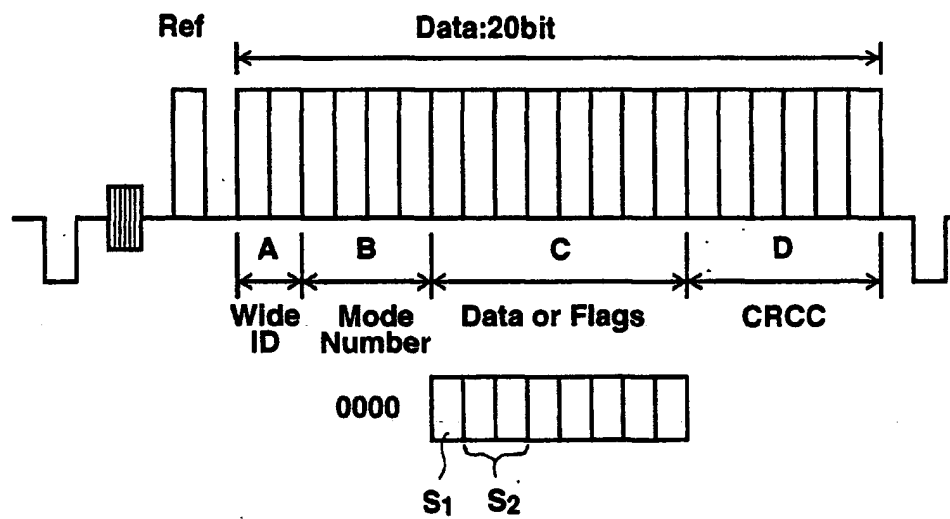 Ref Data:20bit
A B C D
Wide ID Mode Number Data or Flags CRCC
0000
S1 S2